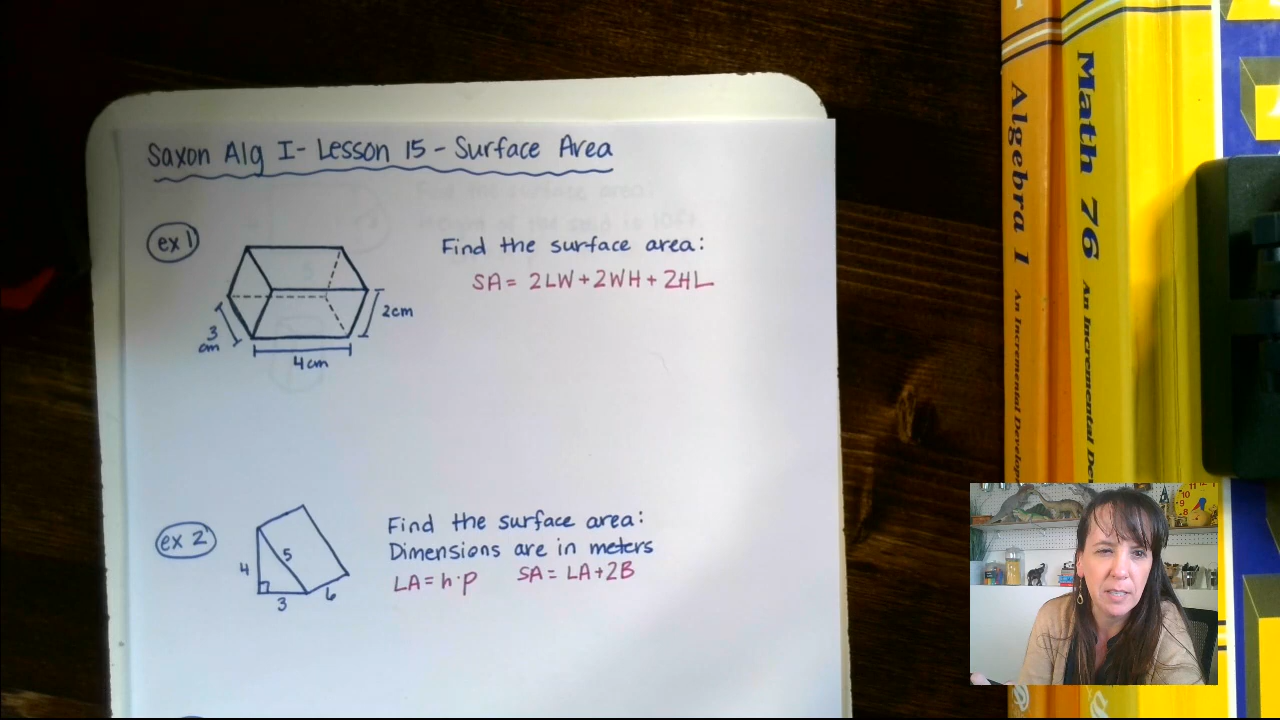 Saxon Alg I- Lesson 15 - Surface Area
ex 1
Find the surface area:
SA = 2LW + 2WH + 2HL
3
cm
2cm
4cm
ex 2
Find the surface area:
Dimensions are in meters
LA = h·p SA = LA + 2B
4
5
3
6
Algebra 1 An Incremental
Math 76 An Incremental